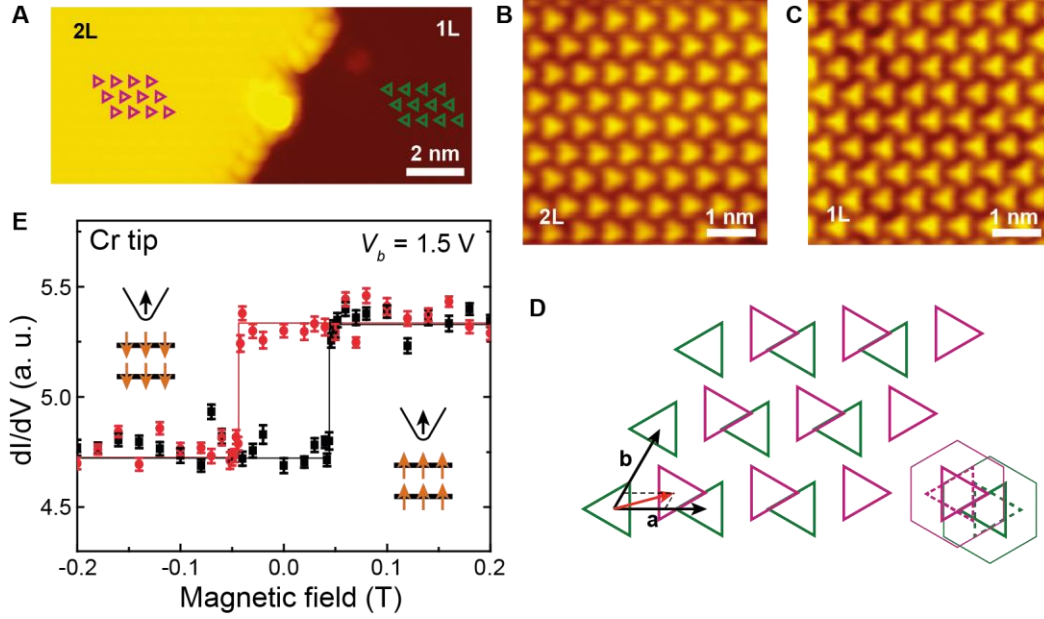 A
2L
1L
2 nm
B
2L
1 nm
C
1L
1 nm
E
Cr tip
V_b = 1.5 V
5.5
5.0
4.5
dI/dV (a. u.)
-0.2
-0.1
0.0
0.1
0.2
Magnetic field (T)
D
b
a